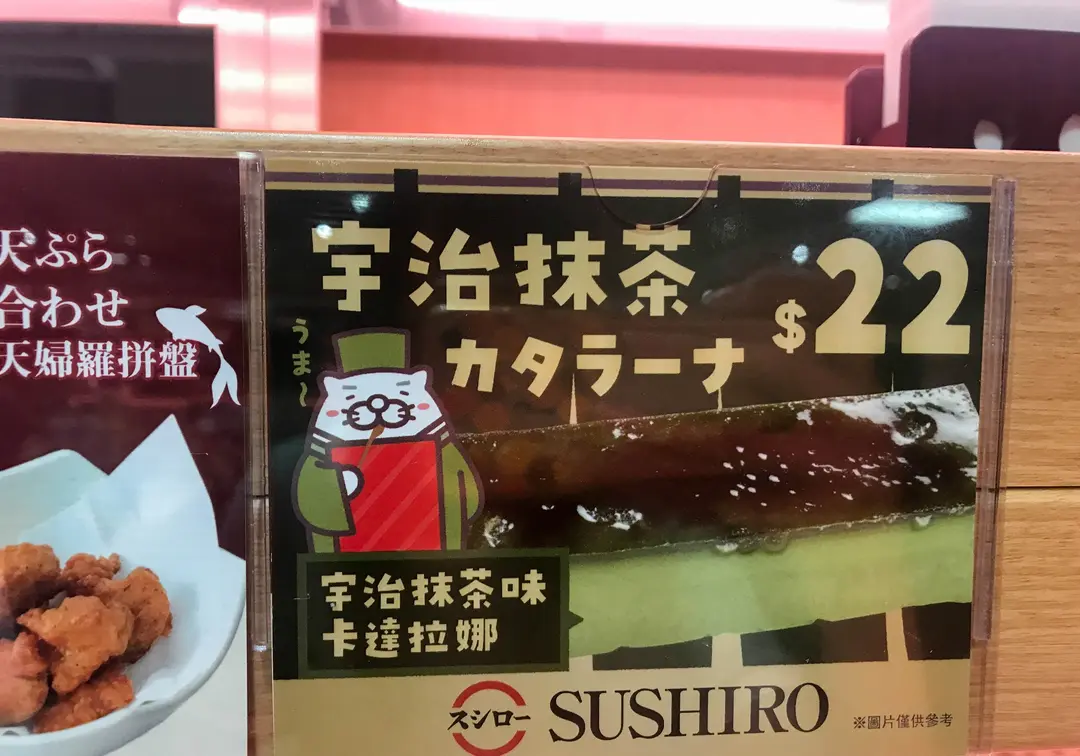 天ぷら
合わせ
天婦羅拼盤
宇治抹茶
カタラーナ
$22
うま〜
宇治抹茶味
卡達拉娜
スシロー SUSHIRO
※圖片僅供參考